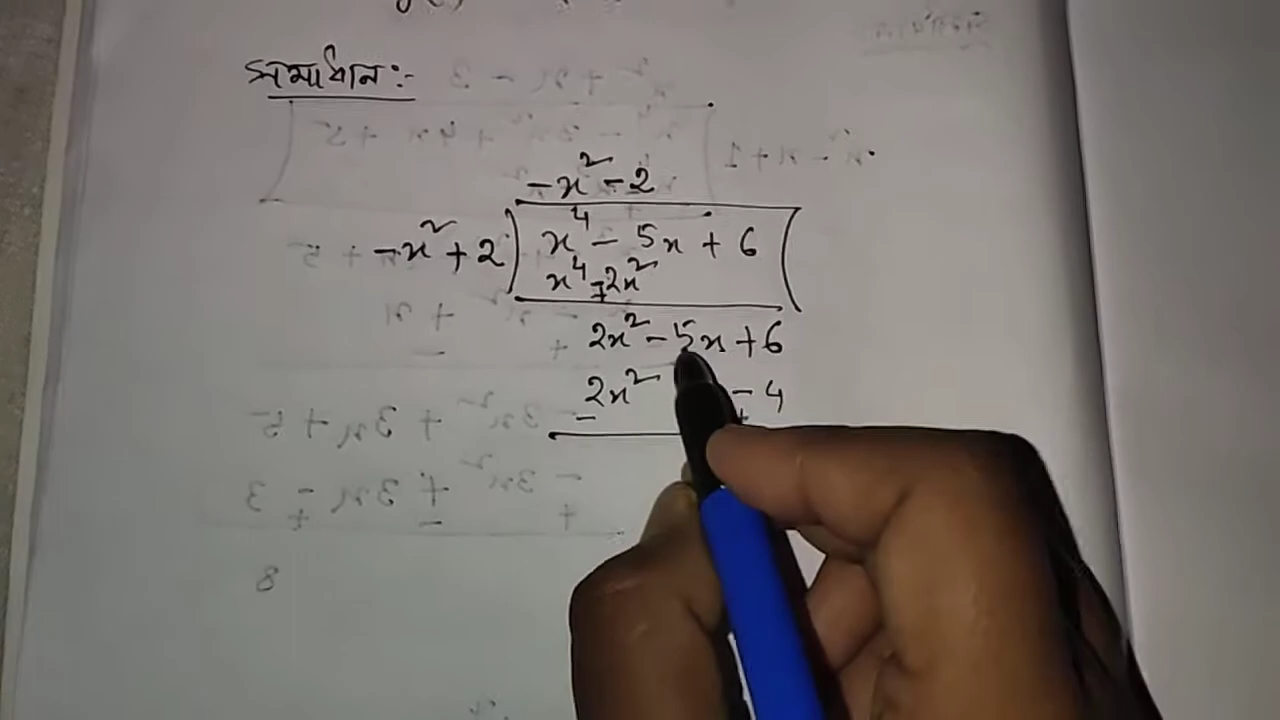 সমাধান:-
-x² - 2
-x² + 2 ) x⁴ - 5x + 6 (
x⁴ - 2x²
+
2x² - 5x + 6
2x² - 4
- +